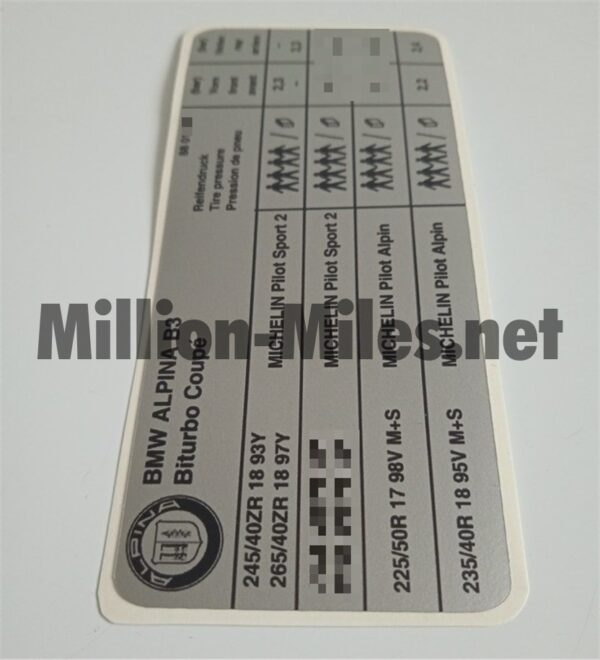 BMW ALPINA B3
Biturbo Coupé
Reifendruck
Tire pressure
Pression de pneu
245/40ZR 18 93Y
265/40ZR 18 97Y
MICHELIN Pilot Sport 2
2,3 -
MICHELIN Pilot Sport 2
225/50R 17 98V M+S
MICHELIN Pilot Alpin
235/40R 18 95V M+S
MICHELIN Pilot Alpin
2,2
ALPINA
Million-Miles.net